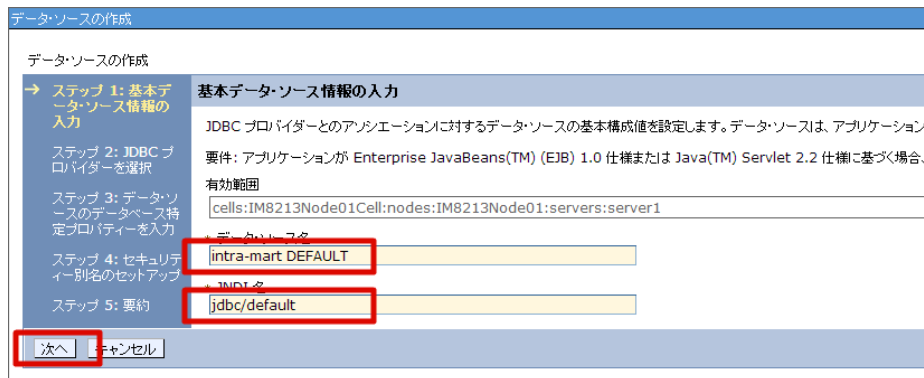 データ・ソースの作成
データ・ソースの作成
→ ステップ 1: 基本デ
ータ・ソース情報の
入力
ステップ 2: JDBC プ
ロバイダーを選択
ステップ 3: データ・ソ
ースのデータベース特
定プロパティーを入力
ステップ 4: セキュリテ
ィー別名のセットアップ
ステップ 5: 要約
基本データ・ソース情報の入力
JDBC プロバイダーとのアソシエーションに対するデータ・ソースの基本構成値を設定します。データ・ソースは、アプリケーション
要件: アプリケーションが Enterprise JavaBeans(TM) (EJB) 1.0 仕様または Java(TM) Servlet 2.2 仕様に基づく場合、
有効範囲
cells:IM8213Node01Cell:nodes:IM8213Node01:servers:server1
* データ・ソース名
intra-mart DEFAULT
* JNDI 名
jdbc/default
次へ キャンセル